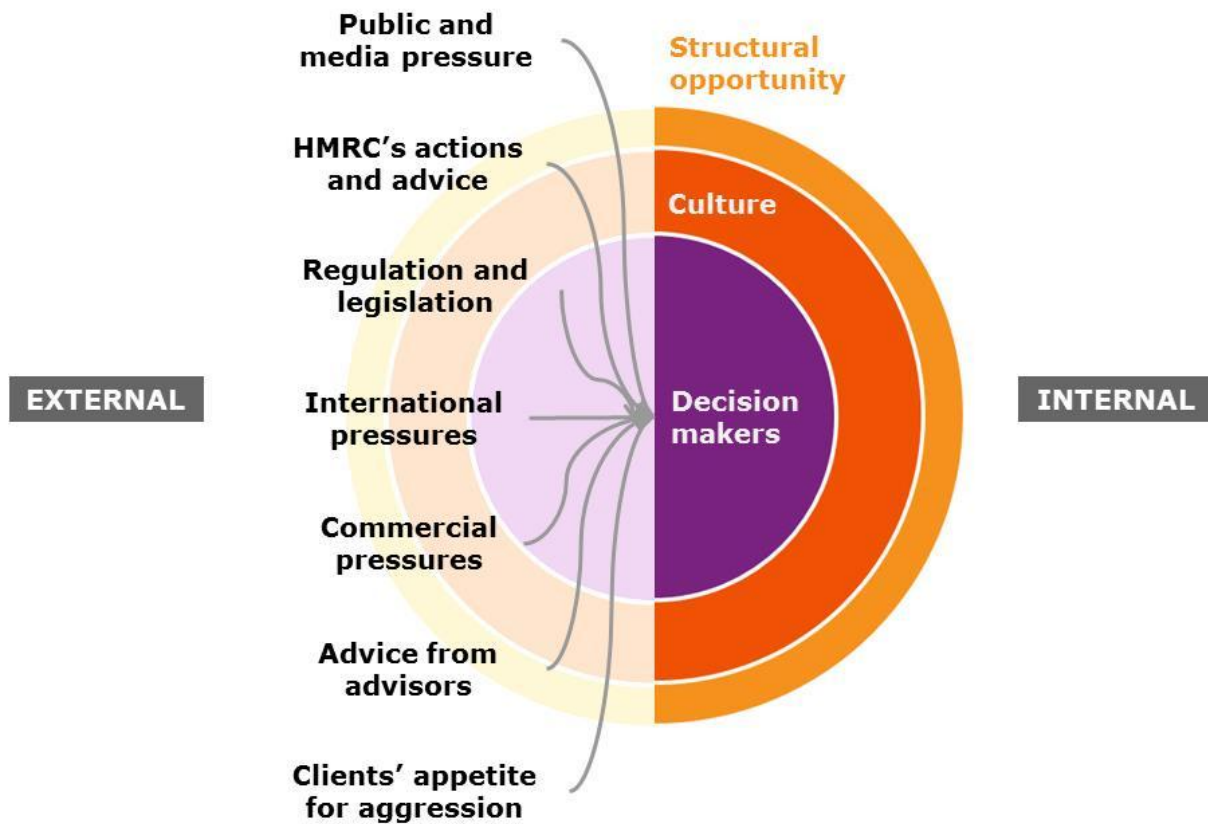 Public and
media pressure
Structural
opportunity
HMRC’s actions
and advice
Culture
Regulation and
legislation
EXTERNAL
International
pressures
Decision
makers
INTERNAL
Commercial
pressures
Advice from
advisors
Clients’ appetite
for aggression